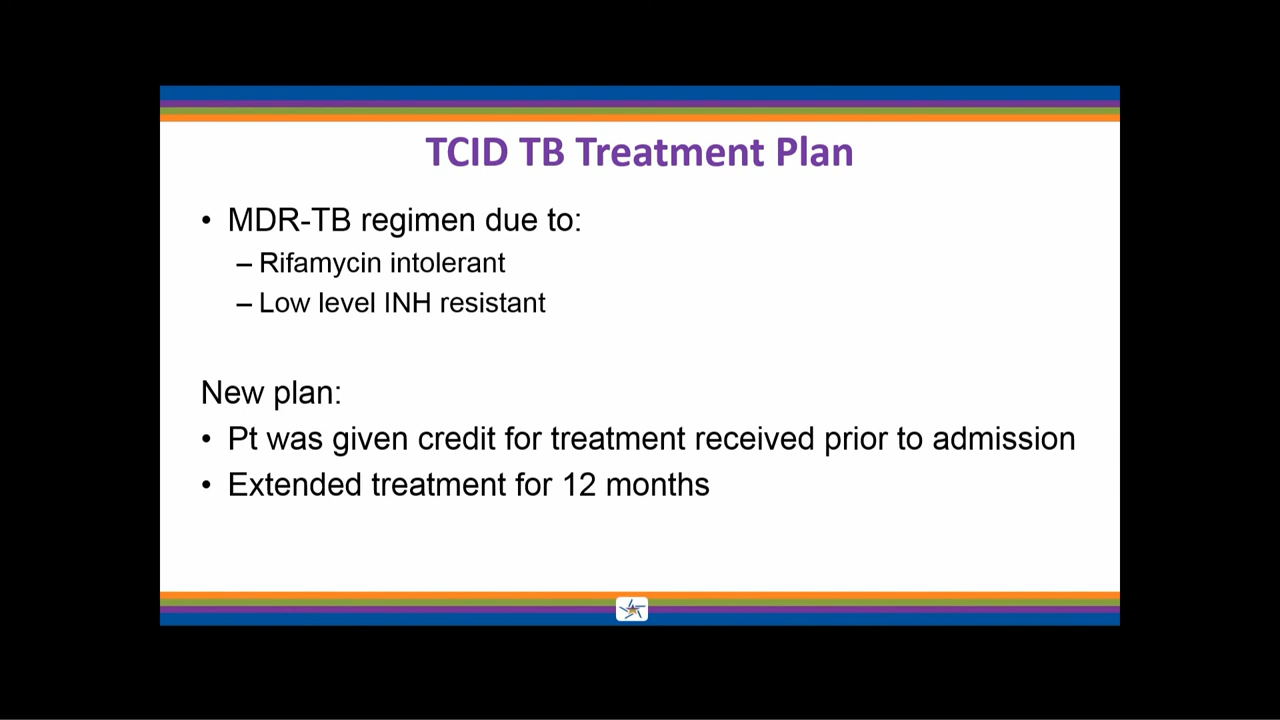 TCID TB Treatment Plan
• MDR-TB regimen due to:
– Rifamycin intolerant
– Low level INH resistant
New plan:
• Pt was given credit for treatment received prior to admission
• Extended treatment for 12 months